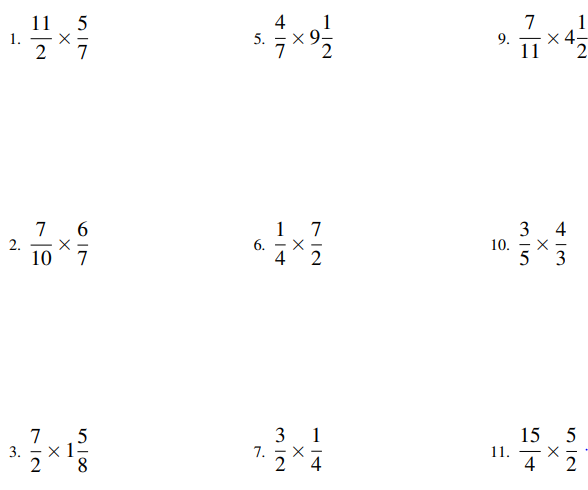 1. 11/2 × 5/7
5. 4/7 × 9 1/2
9. 7/11 × 4 1/2
2. 7/10 × 6/7
6. 1/4 × 7/2
10. 3/5 × 4/3
3. 7/2 × 1 5/8
7. 3/2 × 1/4
11. 15/4 × 5/2